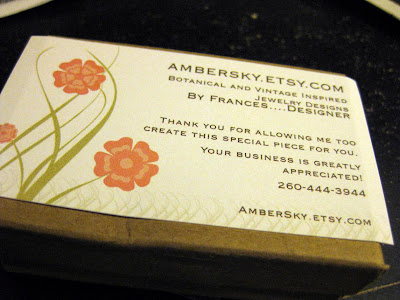 AMBERSKY.ETSY.COM
BOTANICAL AND VINTAGE INSPIRED
JEWELRY DESIGNS
BY FRANCES....DESIGNER
THANK YOU FOR ALLOWING ME TOO
CREATE THIS SPECIAL PIECE FOR YOU.
YOUR BUSINESS IS GREATLY
APPRECIATED!
260-444-3944
AMBERSKY.ETSY.COM